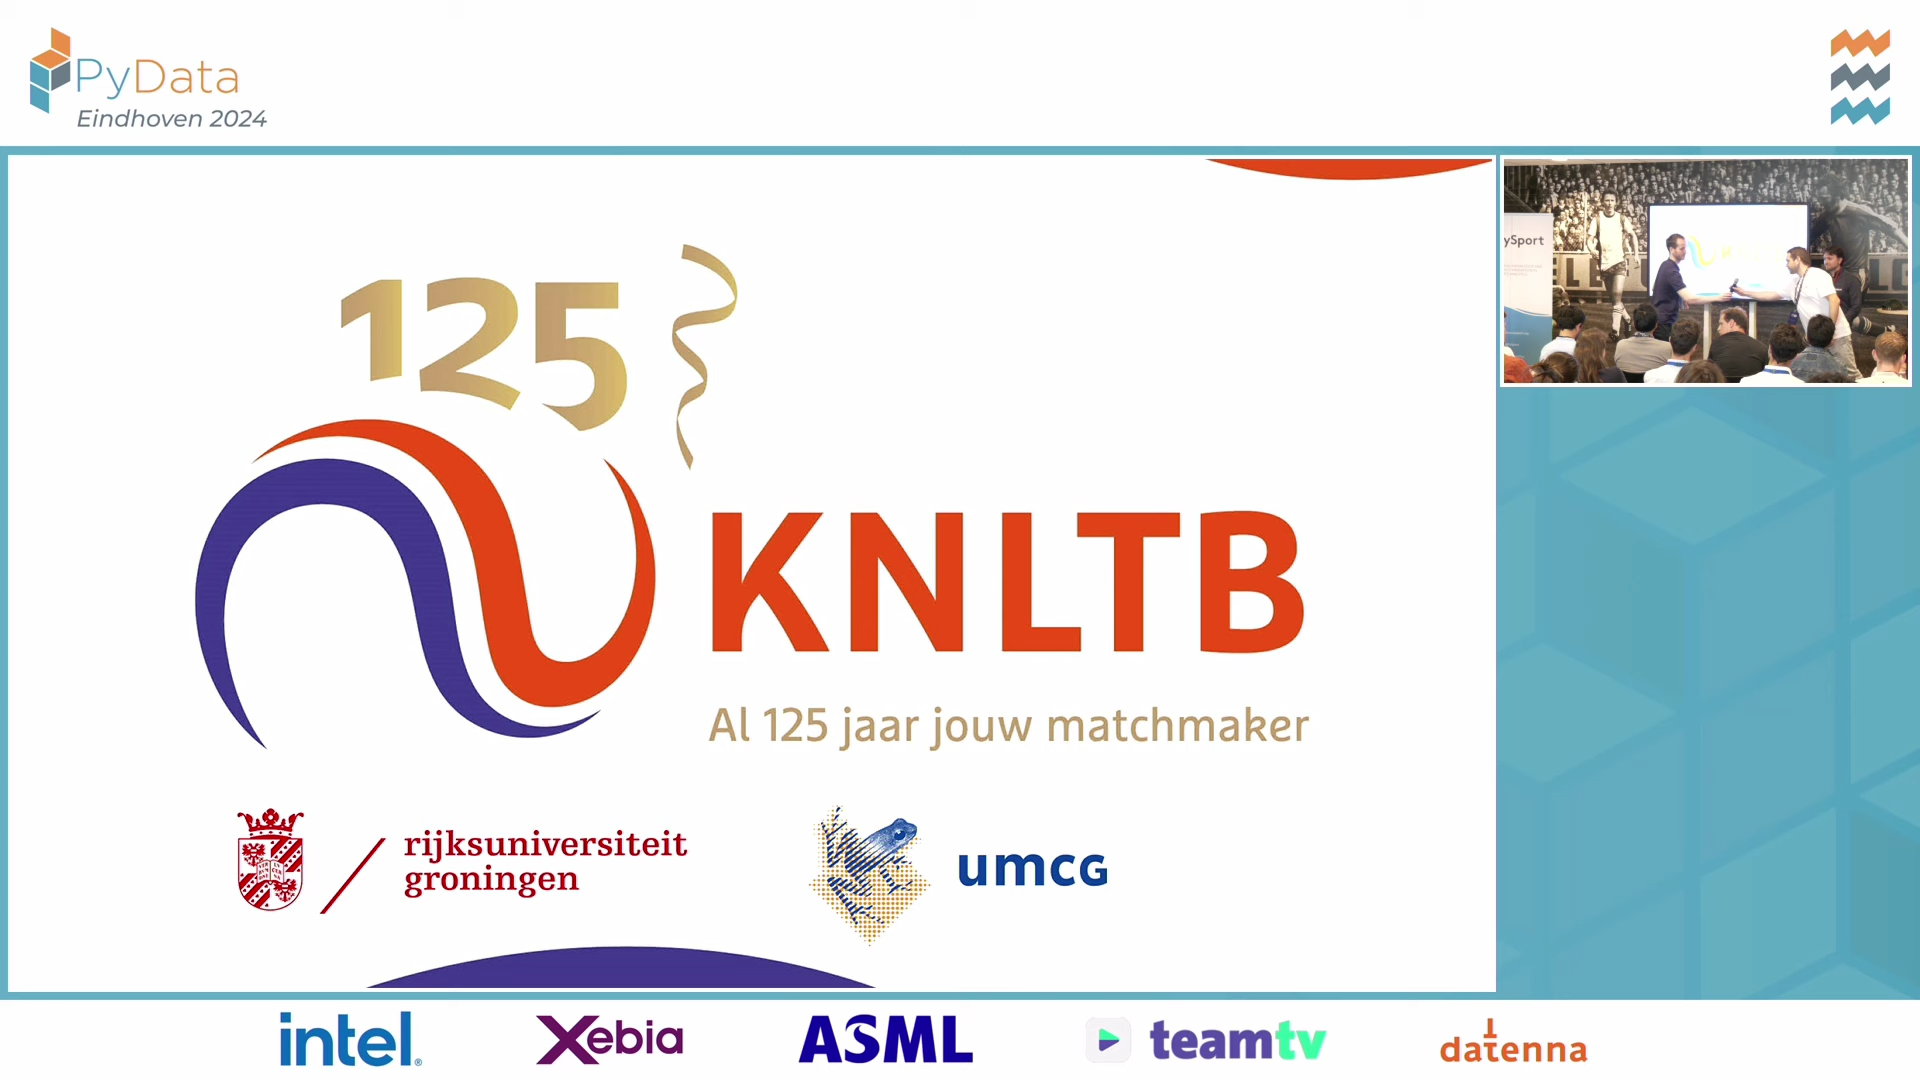 PyData
Eindhoven 2024
ySport
125
KNLTB
Al 125 jaar jouw matchmaker
rijksuniversiteit
groningen
umcg
intel
Xebia
ASML
teamtv
datenna